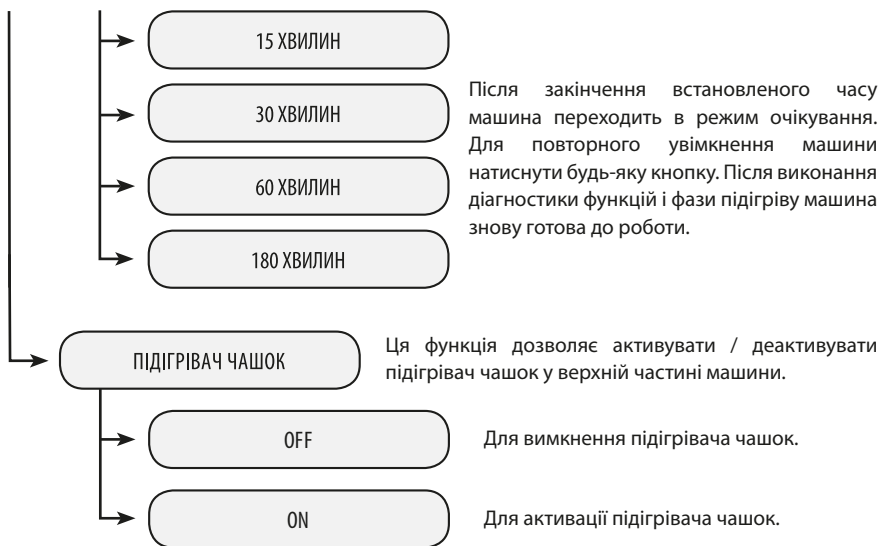 15 ХВИЛИН
30 ХВИЛИН
60 ХВИЛИН
180 ХВИЛИН
Після закінчення встановленого часу
машина переходить в режим очікування.
Для повторного увімкнення машини
натиснути будь-яку кнопку. Після виконання
діагностики функцій і фази підігріву машина
знову готова до роботи.
ПІДІГРІВАЧ ЧАШОК
Ця функція дозволяє активувати / деактивувати
підігрівач чашок у верхній частині машини.
OFF
Для вимкнення підігрівача чашок.
ON
Для активації підігрівача чашок.